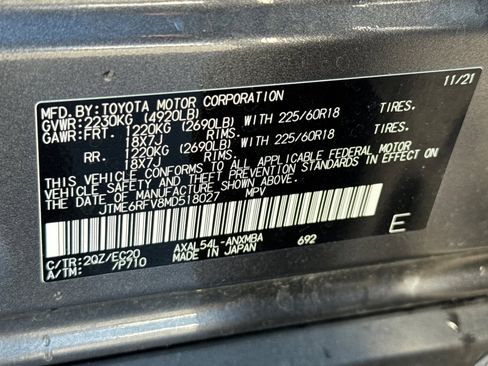 MFD.BY:TOYOTA MOTOR CORPORATION 11/21
GVWR:2230KG (4920LB)
GAWR:FRT. 1220KG (2690LB) WITH 225/60R18 TIRES.
18X7J RIMS.
RR. 1220KG (2690LB) WITH 225/60R18 TIRES.
18X7J RIMS.
THIS VEHICLE CONFORMS TO ALL APPLICABLE FEDERAL MOTOR
VEHICLE SAFETY AND THEFT PREVENTION STANDARDS IN EFFECT ON
THE DATE OF MANUFACTURE SHOWN ABOVE.
JTME6RFV8MD518027 MPV
E
C/TR:2QZ/EC20 AXAL54L-ANXMBA 692
A/TM: /P710 MADE IN JAPAN